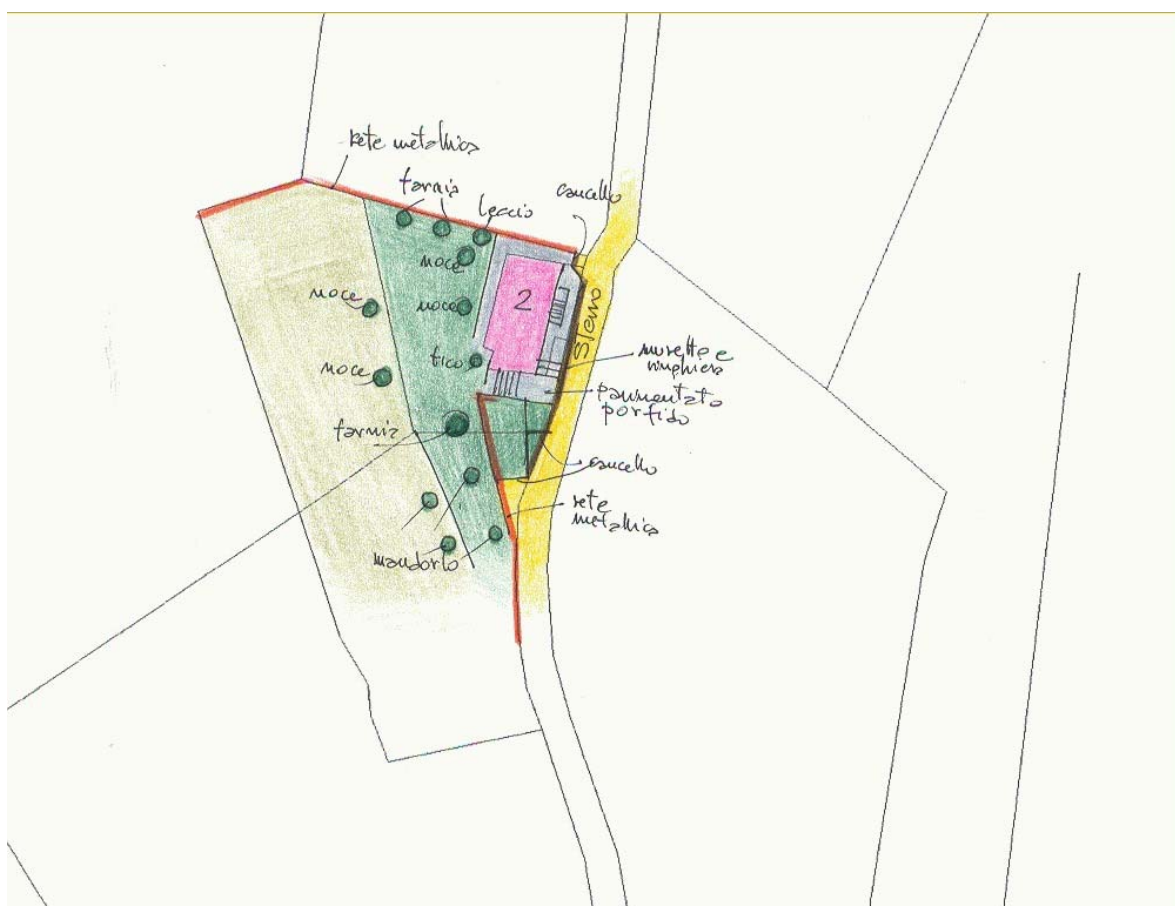 rete metallica
farnia
leccio
cancello
noce
noce
noce
2
sterro
muretto e
ringhiera
noce
fico
pavimentato
porfido
farnia
cancello
rete
metallica
mandorlo